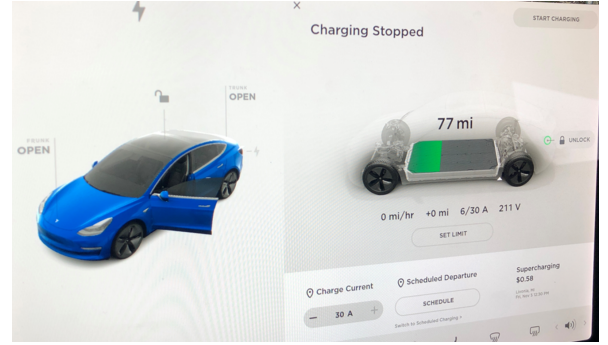 START CHARGING
Charging Stopped
TRUNK
OPEN
FRUNK
OPEN
77 mi
UNLOCK
0 mi/hr +0 mi 6/30 A 211 V
SET LIMIT
Charge Current
30 A
Scheduled Departure
SCHEDULE
Switch to Scheduled Charging >
Supercharging
$0.58